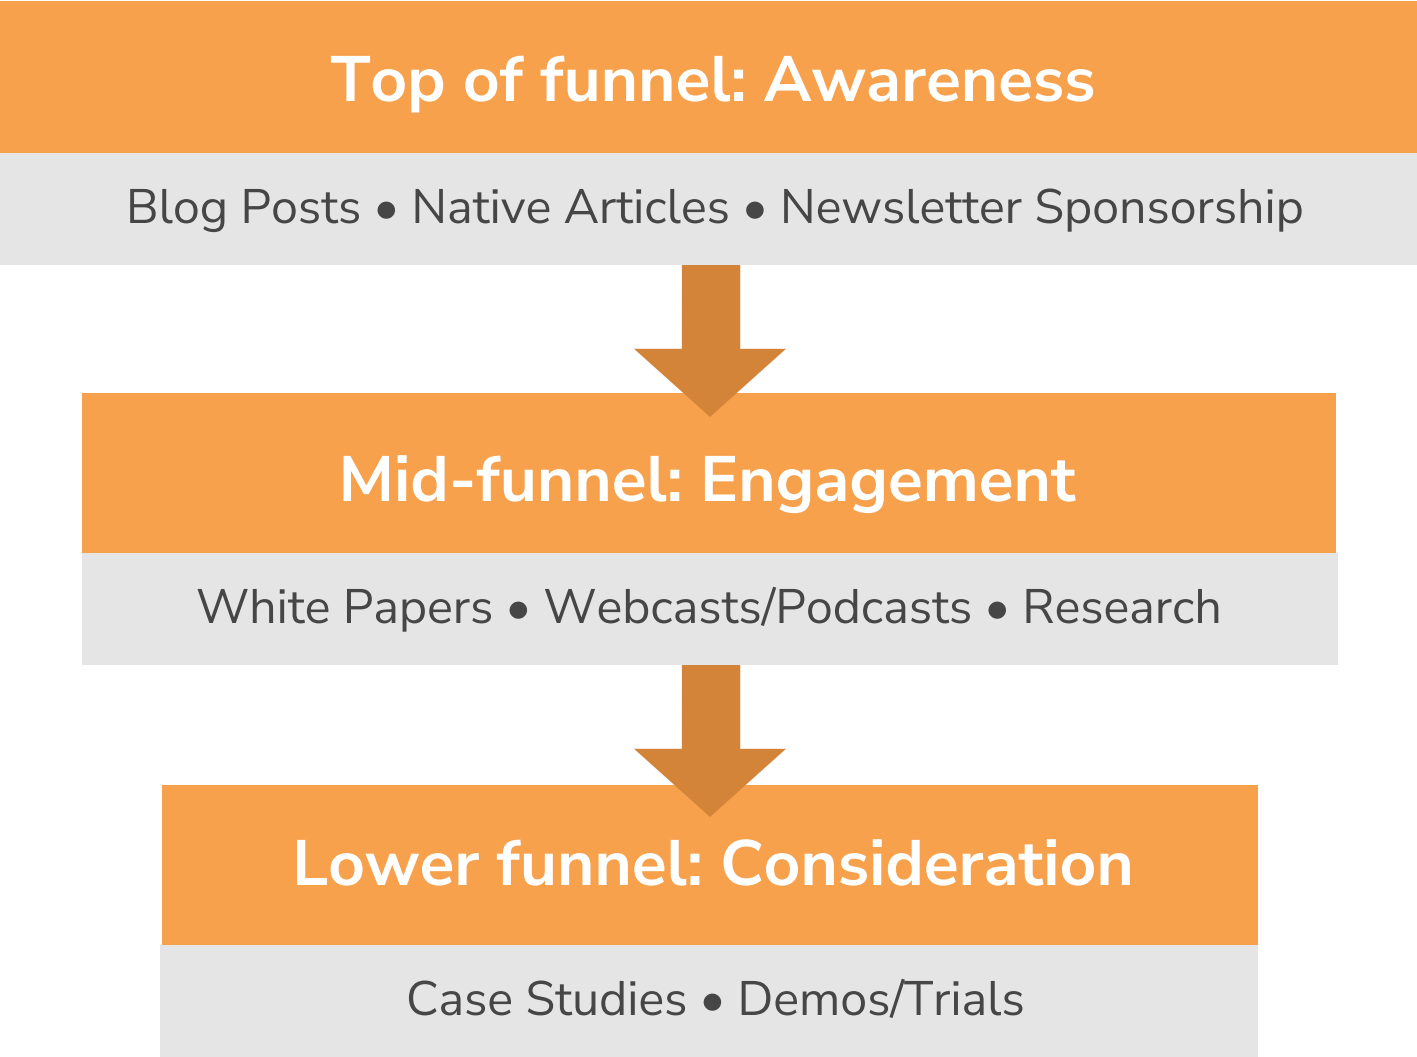 Top of funnel: Awareness
Blog Posts • Native Articles • Newsletter Sponsorship
Mid-funnel: Engagement
White Papers • Webcasts/Podcasts • Research
Lower funnel: Consideration
Case Studies • Demos/Trials